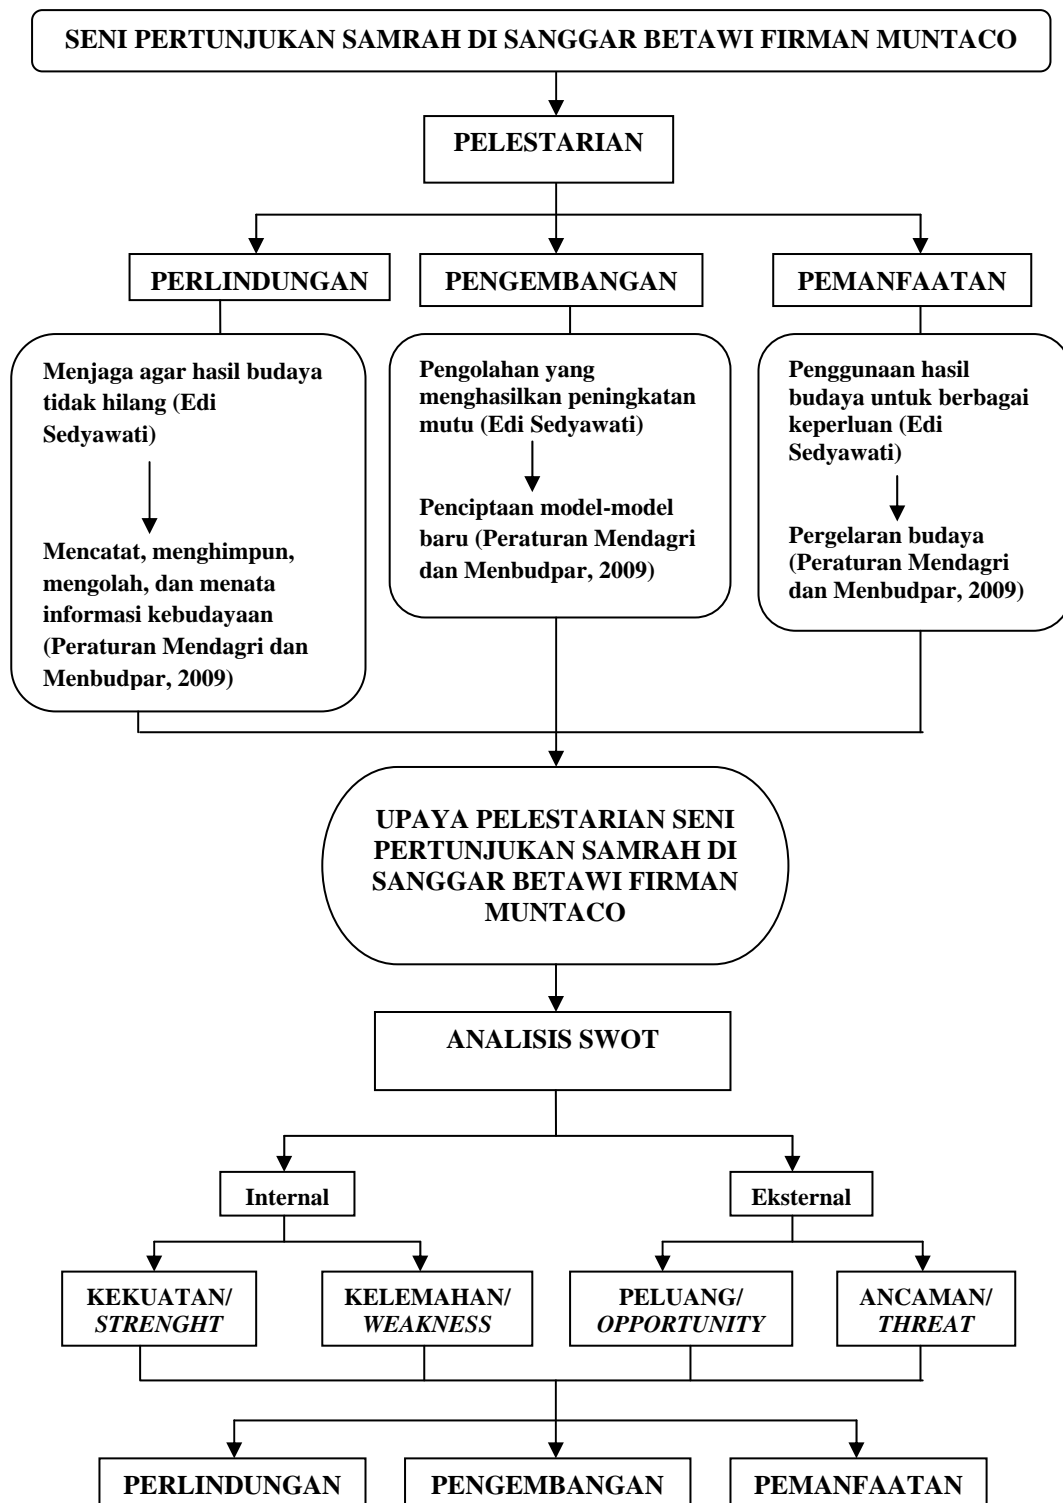 SENI PERTUNJUKAN SAMRAH DI SANGGAR BETAWI FIRMAN MUNTACO
PELESTARIAN
PERLINDUNGAN
PENGEMBANGAN
PEMANFAATAN
Menjaga agar hasil budaya
tidak hilang (Edi
Sedyawati)
Mencatat, menghimpun,
mengolah, dan menata
informasi kebudayaan
(Peraturan Mendagri dan
Menbudpar, 2009)
Pengolahan yang
menghasilkan peningkatan
mutu (Edi Sedyawati)
Penciptaan model-model
baru (Peraturan Mendagri
dan Menbudpar, 2009)
Penggunaan hasil
budaya untuk berbagai
keperluan (Edi
Sedyawati)
Pergelaran budaya
(Peraturan Mendagri
dan Menbudpar, 2009)
UPAYA PELESTARIAN SENI
PERTUNJUKAN SAMRAH DI
SANGGAR BETAWI FIRMAN
MUNTACO
ANALISIS SWOT
Internal
Eksternal
KEKUATAN/
STRENGHT
KELEMAHAN/
WEAKNESS
PELUANG/
OPPORTUNITY
ANCAMAN/
THREAT
PERLINDUNGAN
PENGEMBANGAN
PEMANFAATAN